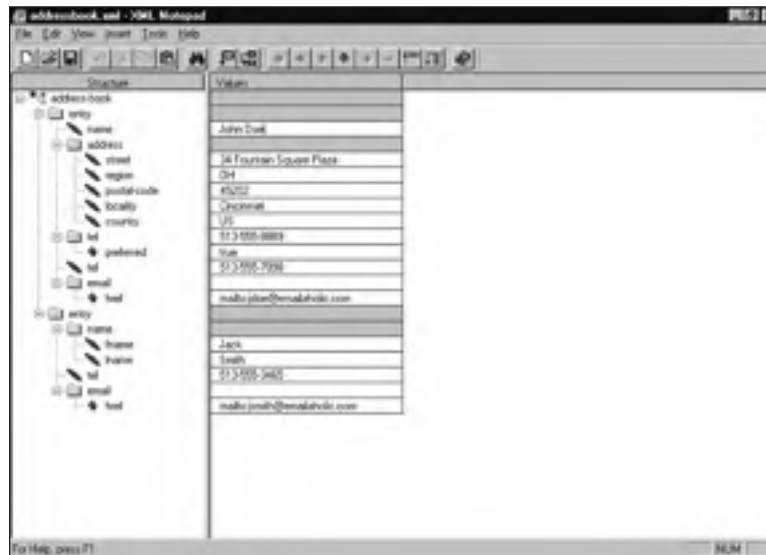 addressbook.xml - XML Notepad
File Edit View Insert Tools Help
Structure Values
address-book
entry
name John Doe
address
street 34 Fountain Square Plaza
region OH
postal-code 45202
locality Cincinnati
country US
tel 513-555-8889
preferred true
tel 513-555-7098
email
href mailto:jdoe@emailaholic.com
entry
name
fname Jack
lname Smith
tel 513-555-3465
email
href mailto:jsmith@emailaholic.com
For Help, press F1 NUM